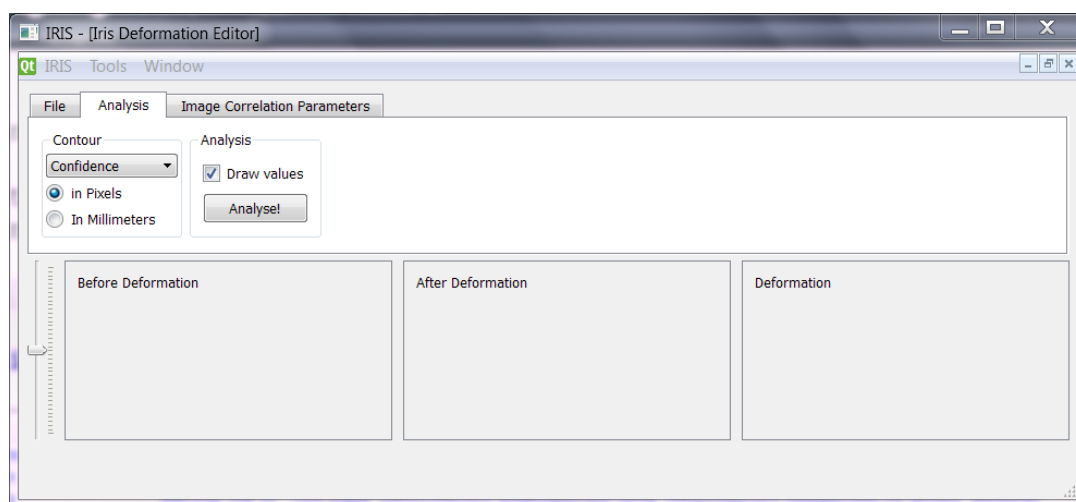 IRIS - [Iris Deformation Editor]
Qt IRIS Tools Window
File Analysis Image Correlation Parameters
Contour Analysis
Confidence Draw values
in Pixels
Analyse!
In Millimeters
Before Deformation After Deformation Deformation